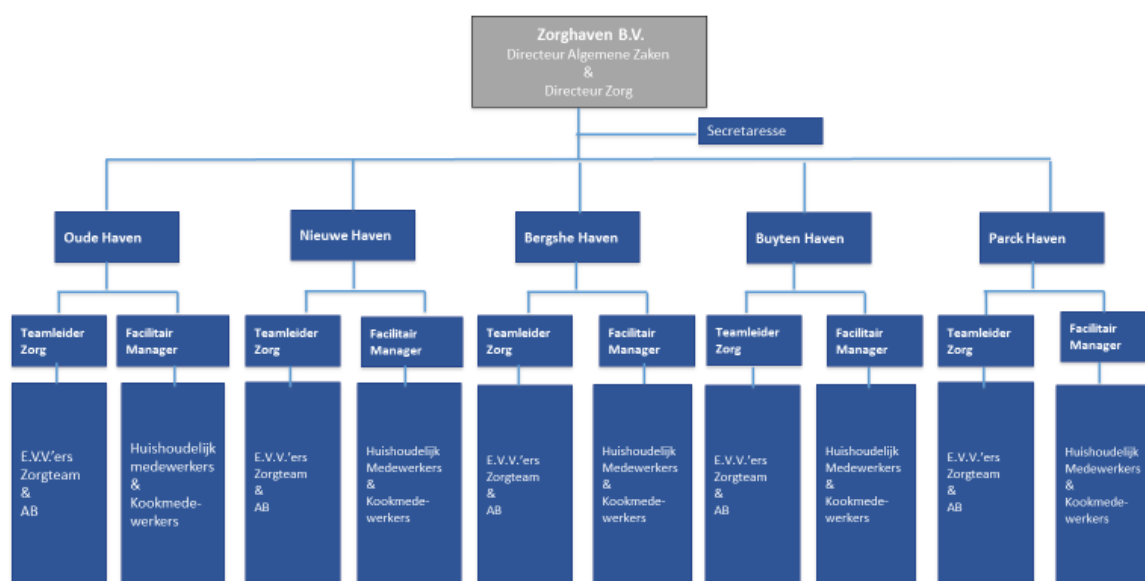 Zorghaven B.V.
Directeur Algemene Zaken
&
Directeur Zorg
Secretaresse
Oude Haven
Nieuwe Haven
Bergshe Haven
Buyten Haven
Parck Haven
Teamleider
Zorg
Facilitair
Manager
Teamleider
Zorg
Facilitair
Manager
Teamleider
Zorg
Facilitair
Manager
Teamleider
Zorg
Facilitair
Manager
Teamleider
Zorg
Facilitair
Manager
E.V.V.'ers
Zorgteam
&
AB
Huishoudelijk
medewerkers
&
Kookmede-
werkers
E.V.V.'ers
Zorgteam
&
AB
Huishoudelijk
Medewerkers
&
Kookmede-
werkers
E.V.V.'ers
Zorgteam
&
AB
Huishoudelijk
Medewerkers
&
Kookmede-
werkers
E.V.V.'ers
Zorgteam
&
AB
Huishoudelijk
Medewerkers
&
Kookmede-
werkers
E.V.V.'ers
Zorgteam
&
AB
Huishoudelijk
Medewerkers
&
Kookmede-
werkers